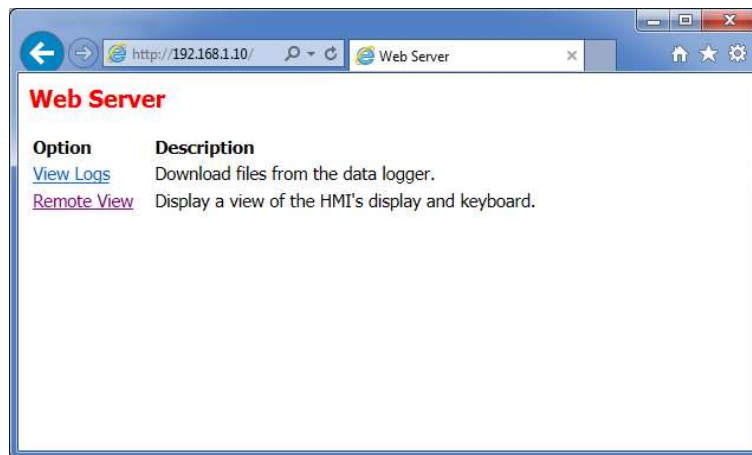 http://192.168.1.10/
Web Server
Web Server
Option Description
View Logs Download files from the data logger.
Remote View Display a view of the HMI's display and keyboard.